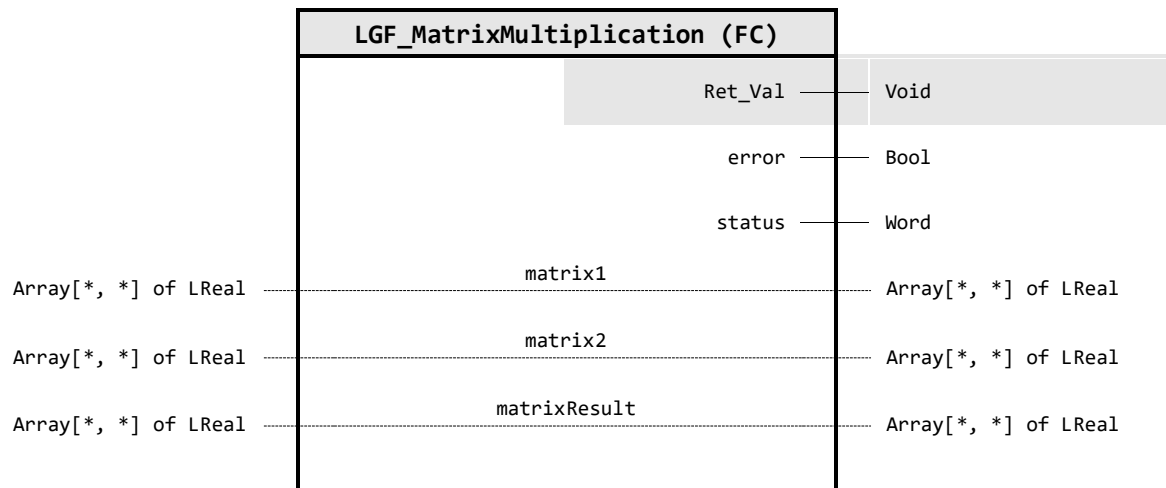 LGF_MatrixMultiplication (FC)
Ret_Val Void
error Bool
status Word
matrix1
Array[*, *] of LReal Array[*, *] of LReal
matrix2
Array[*, *] of LReal Array[*, *] of LReal
matrixResult
Array[*, *] of LReal Array[*, *] of LReal